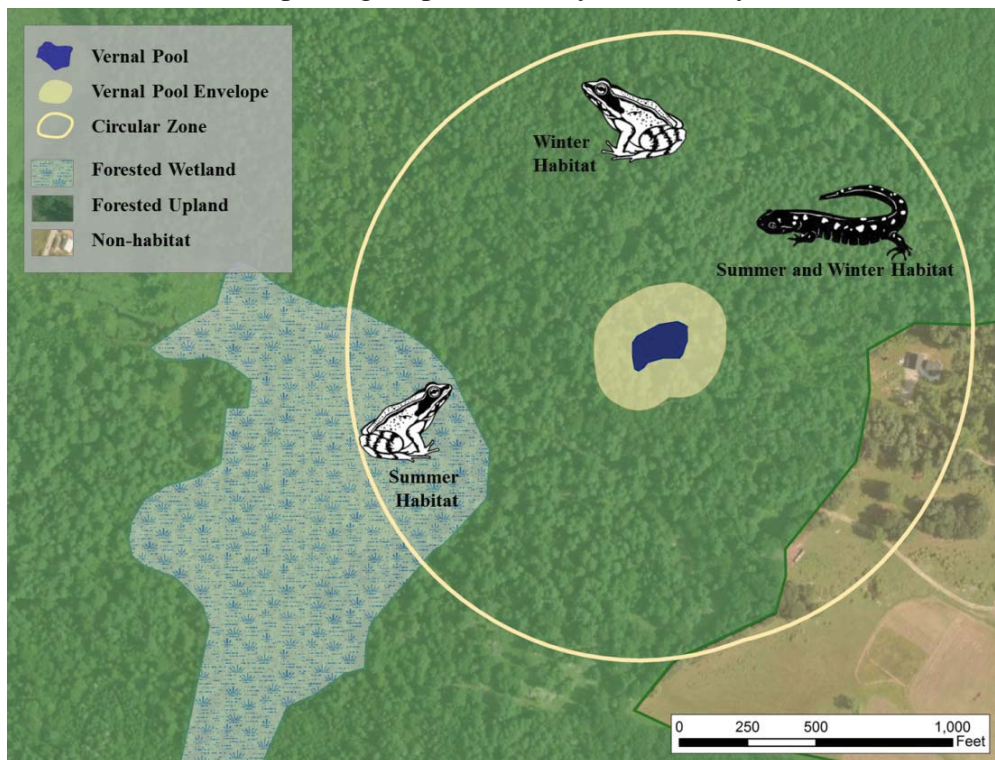 Vernal Pool
Vernal Pool Envelope
Circular Zone
Forested Wetland
Forested Upland
Non-habitat
Winter
Habitat
Summer and Winter Habitat
Summer
Habitat
0 250 500 1,000
Feet